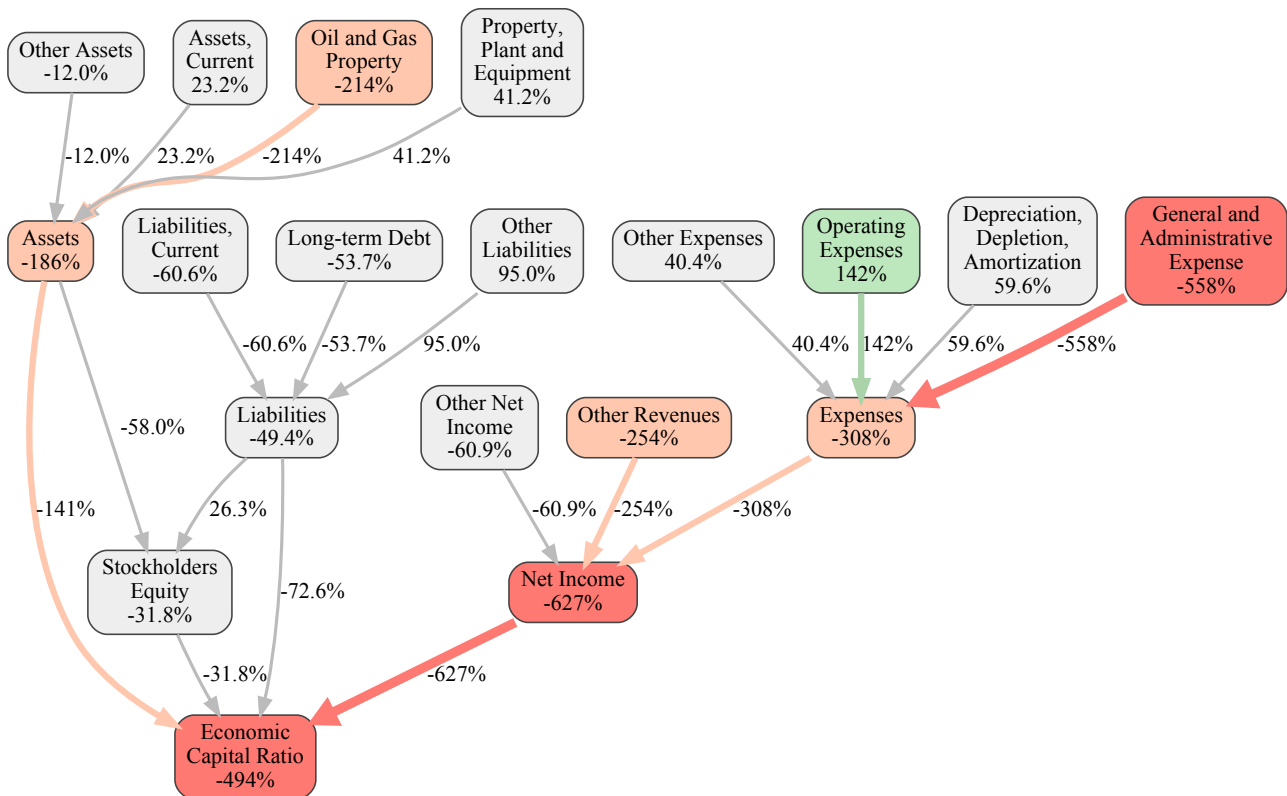 Other Assets
-12.0%
Assets,
Current
23.2%
Oil and Gas
Property
-214%
Property,
Plant and
Equipment
41.2%
-12.0%
23.2%
-214%
41.2%
Assets
-186%
Liabilities,
Current
-60.6%
Long-term Debt
-53.7%
Other
Liabilities
95.0%
Other Expenses
40.4%
Operating
Expenses
142%
Depreciation,
Depletion,
Amortization
59.6%
General and
Administrative
Expense
-558%
-60.6%
-53.7%
95.0%
40.4%
142%
59.6%
-558%
-58.0%
Liabilities
-49.4%
Other Net
Income
-60.9%
Other Revenues
-254%
Expenses
-308%
-141%
26.3%
-60.9%
-254%
-308%
Stockholders
Equity
-31.8%
-72.6%
Net Income
-627%
-31.8%
-627%
Economic
Capital Ratio
-494%